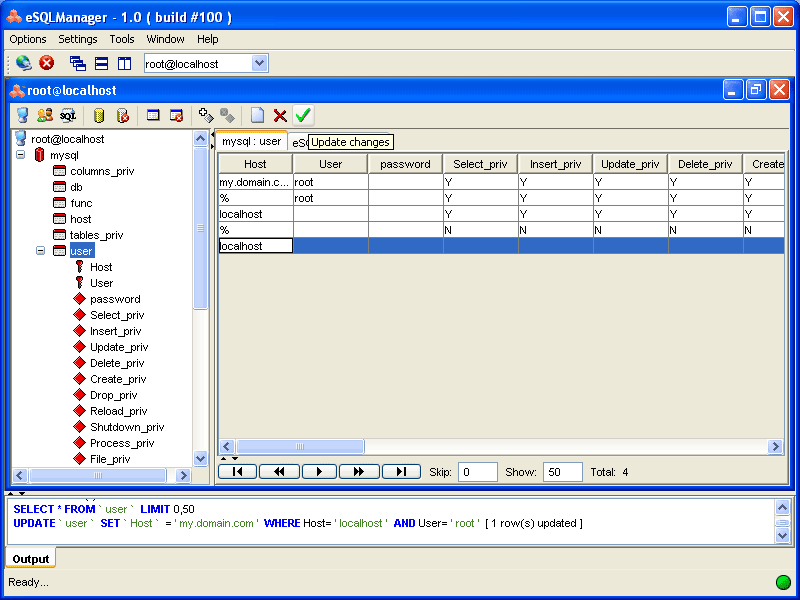 eSQLManager - 1.0 ( build #100 )
Options Settings Tools Window Help
root@localhost
root@localhost
SQL
root@localhost
mysql
columns_priv
db
func
host
tables_priv
user
Host
User
password
Select_priv
Insert_priv
Update_priv
Delete_priv
Create_priv
Drop_priv
Reload_priv
Shutdown_priv
Process_priv
File_priv
mysql : user
Update changes
Host User password Select_priv Insert_priv Update_priv Delete_priv Create
my.domain.c... root Y Y Y Y Y
% root Y Y Y Y Y
localhost Y Y Y Y Y
% N N N N N
localhost
Skip: 0 Show: 50 Total: 4
SELECT * FROM ` user ` LIMIT 0,50
UPDATE ` user ` SET ` Host ` = ' my.domain.com ' WHERE Host= ' localhost ' AND User= ' root ' [ 1 row(s) updated ]
Output
Ready...